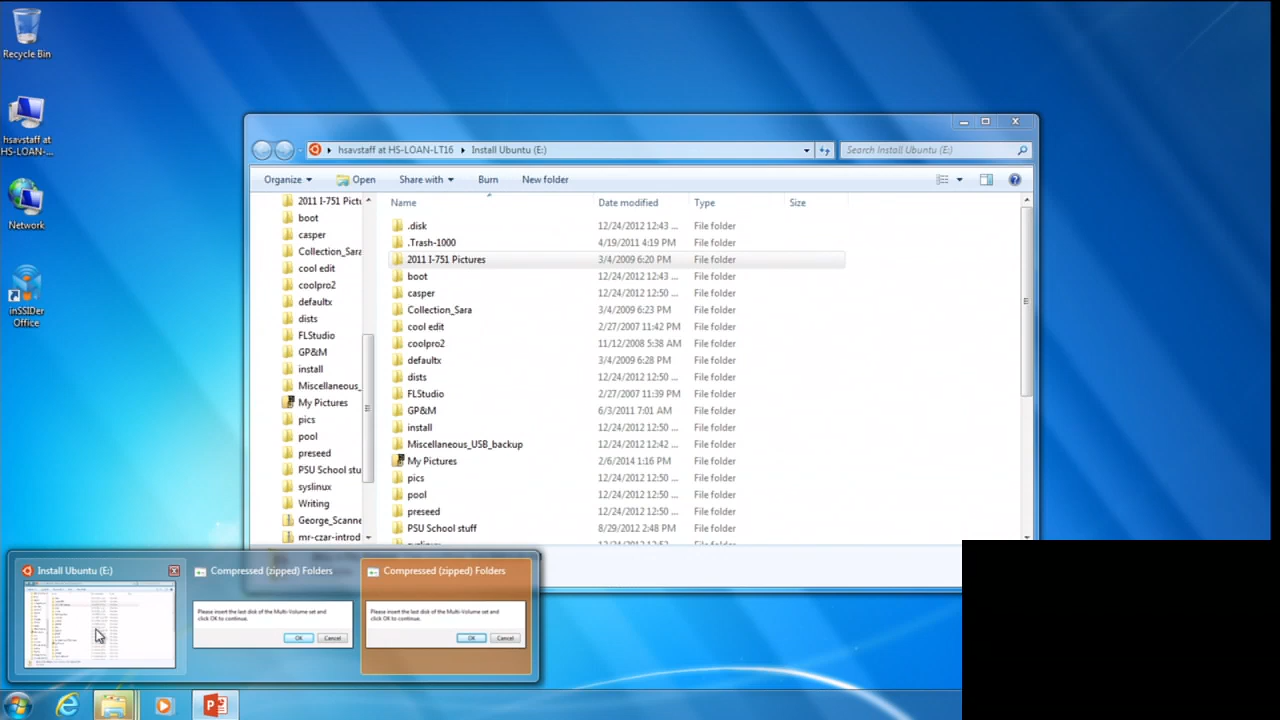 Recycle Bin
hsavstaff at
HS-LOAN-...
Network
inSSIDer
Office
hsavstaff at HS-LOAN-LT16 Install Ubuntu (E:)
Search Install Ubuntu (E:)
Organize Open Share with Burn New folder
2011 I-751 Pictu
boot
casper
Collection_Sara
cool edit
coolpro2
defaultx
dists
FLStudio
GP&M
install
Miscellaneous_
My Pictures
pics
pool
preseed
PSU School stu
syslinux
Writing
George_Scanne
mr-czar-introd
Name Date modified Type Size
.disk 12/24/2012 12:43 ... File folder
.Trash-1000 4/19/2011 4:19 PM File folder
2011 I-751 Pictures 3/4/2009 6:20 PM File folder
boot 12/24/2012 12:43 ... File folder
casper 12/24/2012 12:50 ... File folder
Collection_Sara 3/4/2009 6:23 PM File folder
cool edit 2/27/2007 11:42 PM File folder
coolpro2 11/12/2008 5:38 AM File folder
defaultx 3/4/2009 6:28 PM File folder
dists 12/24/2012 12:50 ... File folder
FLStudio 2/27/2007 11:39 PM File folder
GP&M 6/3/2011 7:01 AM File folder
install 12/24/2012 12:50 ... File folder
Miscellaneous_USB_backup 12/24/2012 12:42 ... File folder
My Pictures 2/6/2014 1:16 PM File folder
pics 12/24/2012 12:50 ... File folder
pool 12/24/2012 12:50 ... File folder
preseed 12/24/2012 12:50 ... File folder
PSU School stuff 8/29/2012 2:48 PM File folder
Install Ubuntu (E:)
Compressed (zipped) Folders
Please insert the last disk of the Multi-Volume set and
click OK to continue.
OK Cancel
Compressed (zipped) Folders
Please insert the last disk of the Multi-Volume set and
click OK to continue.
OK Cancel